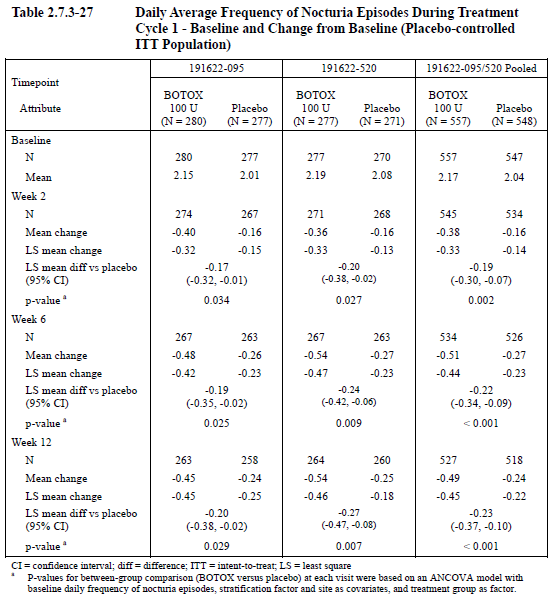 Table 2.7.3-27 Daily Average Frequency of Nocturia Episodes During Treatment
Cycle 1 - Baseline and Change from Baseline (Placebo-controlled
ITT Population)
191622-095 191622-520 191622-095/520 Pooled
Timepoint
Attribute
BOTOX 100 U (N = 280) Placebo (N = 277) BOTOX 100 U (N = 277) Placebo (N = 271) BOTOX 100 U (N = 557) Placebo (N = 548)
Baseline
N 280 277 277 270 557 547
Mean 2.15 2.01 2.19 2.08 2.17 2.04
Week 2
N 274 267 271 268 545 534
Mean change -0.40 -0.16 -0.36 -0.16 -0.38 -0.16
LS mean change -0.32 -0.15 -0.33 -0.13 -0.33 -0.14
LS mean diff vs placebo -0.17 -0.20 -0.19
(95% CI) (-0.32, -0.01) (-0.38, -0.02) (-0.30, -0.07)
p-value a 0.034 0.027 0.002
Week 6
N 267 263 267 263 534 526
Mean change -0.48 -0.26 -0.54 -0.27 -0.51 -0.27
LS mean change -0.42 -0.23 -0.47 -0.23 -0.44 -0.23
LS mean diff vs placebo -0.19 -0.24 -0.22
(95% CI) (-0.35, -0.02) (-0.42, -0.06) (-0.34, -0.09)
p-value a 0.025 0.009 < 0.001
Week 12
N 263 258 264 260 527 518
Mean change -0.45 -0.24 -0.54 -0.25 -0.49 -0.24
LS mean change -0.45 -0.25 -0.46 -0.18 -0.45 -0.22
LS mean diff vs placebo -0.20 -0.27 -0.23
(95% CI) (-0.38, -0.02) (-0.47, -0.08) (-0.37, -0.10)
p-value a 0.029 0.007 < 0.001
CI = confidence interval; diff = difference; ITT = intent-to-treat; LS = least square
a P-values for between-group comparison (BOTOX versus placebo) at each visit were based on an ANCOVA model with
baseline daily frequency of nocturia episodes, stratification factor and site as covariates, and treatment group as factor.